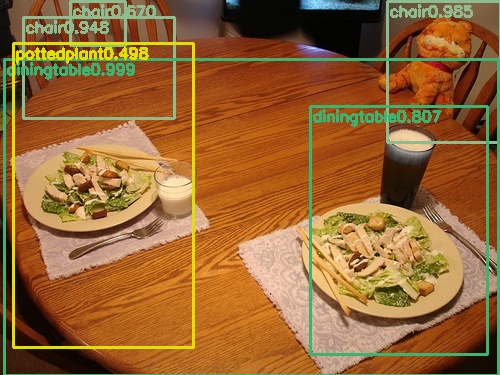 chair0.670
chair0.985
chair0.948
pottedplant0.498
diningtable0.999
diningtable0.807